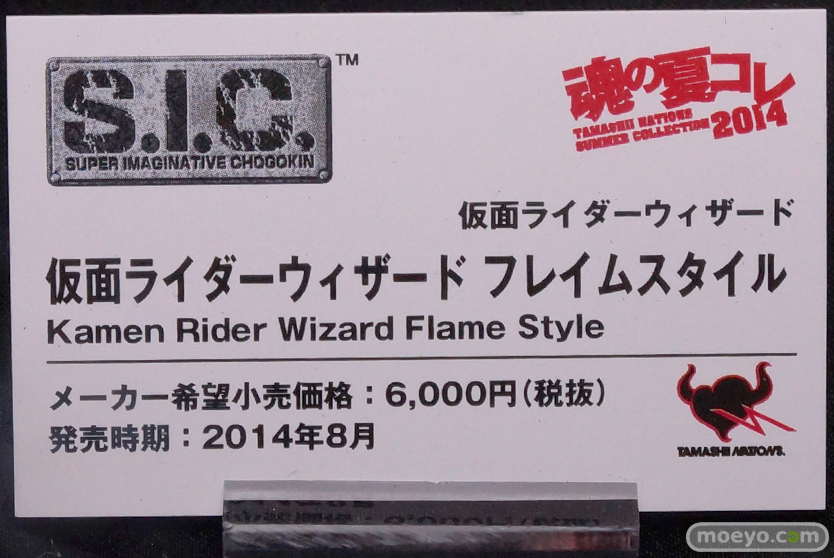 S.I.C. TM
SUPER IMAGINATIVE CHOGOKIN
魂の夏コレ
TAMASHII NATIONS
SUMMER COLLECTION 2014
仮面ライダーウィザード
仮面ライダーウィザード フレイムスタイル
Kamen Rider Wizard Flame Style
メーカー希望小売価格：6,000円（税抜）
発売時期：2014年8月
TAMASHII NATIONS.
moeyo.com